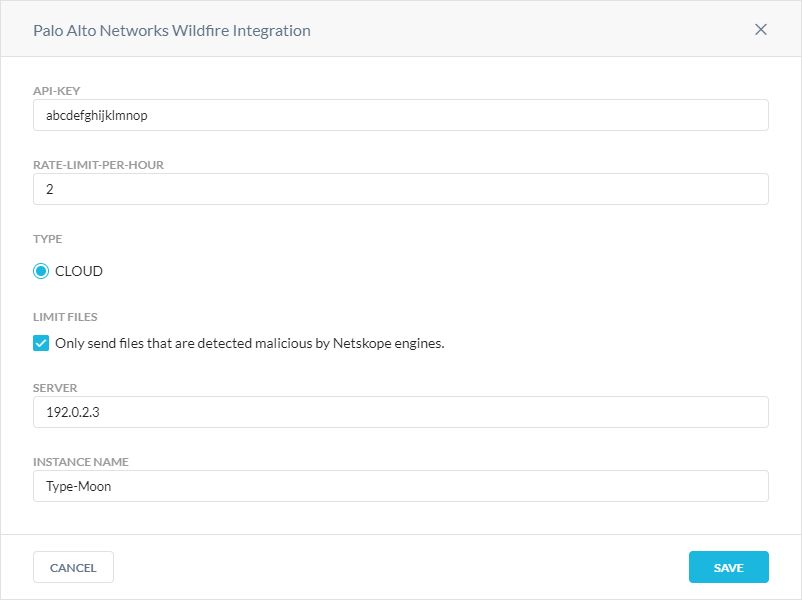 Palo Alto Networks Wildfire Integration
API-KEY
abcdefghijklmnop
RATE-LIMIT-PER-HOUR
2
TYPE
CLOUD
LIMIT FILES
Only send files that are detected malicious by Netskope engines.
SERVER
192.0.2.3
INSTANCE NAME
Type-Moon
CANCEL
SAVE